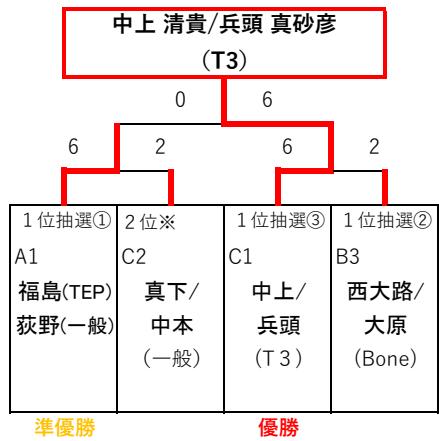 中上 清貴/兵頭 真砂彦
（T3）
0 6
6 2 6 2
１位抽選① ２位※ １位抽選③ １位抽選②
A1 C2 C1 B3
福島(TEP) 真下/ 中上/ 西大路/
荻野(一般) 中本 兵頭 大原
（一般） （T３） （Bone）
準優勝 優勝